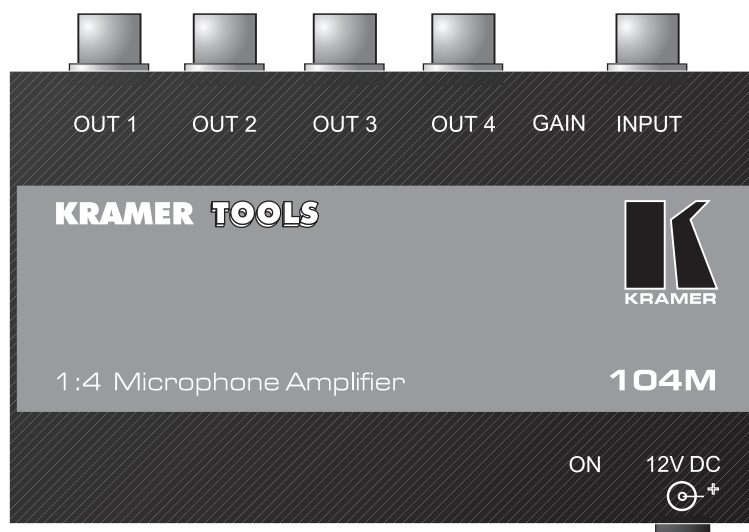 OUT 1 OUT 2 OUT 3 OUT 4 GAIN INPUT
KRAMER TOOLS
KRAMER
1:4 Microphone Amplifier 104M
ON 12V DC
+